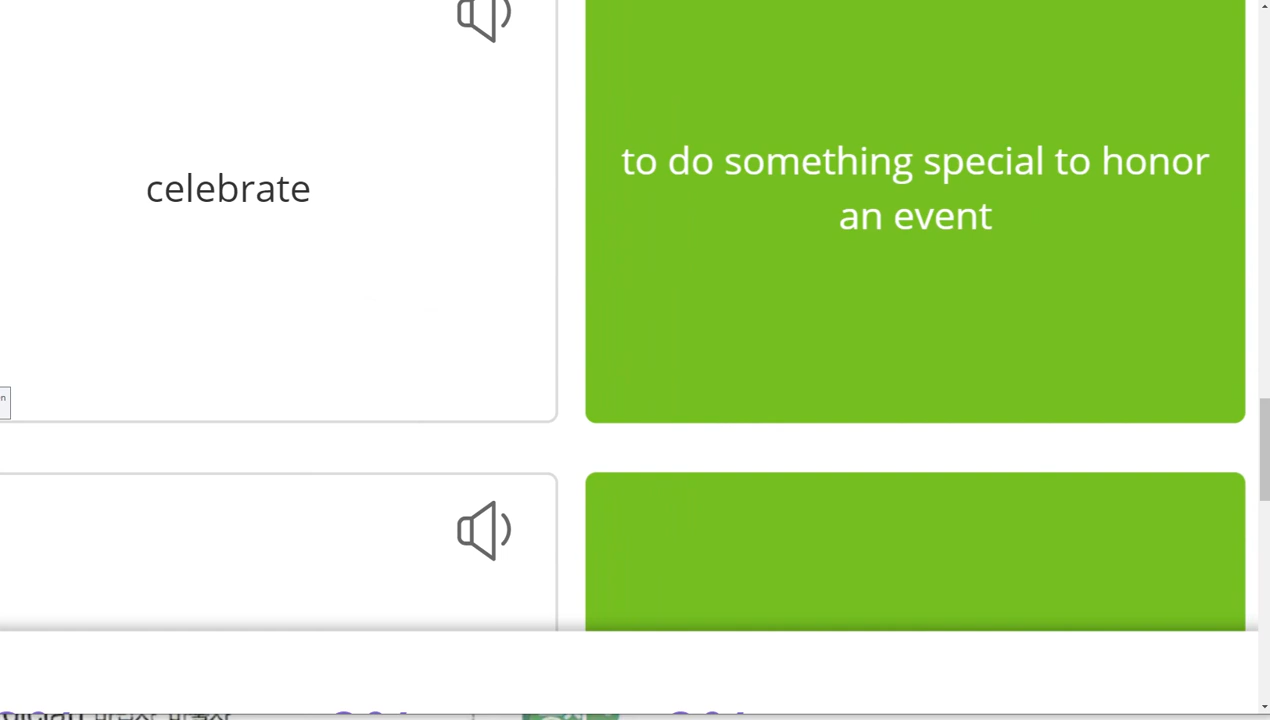 celebrate
to do something special to honor
an event